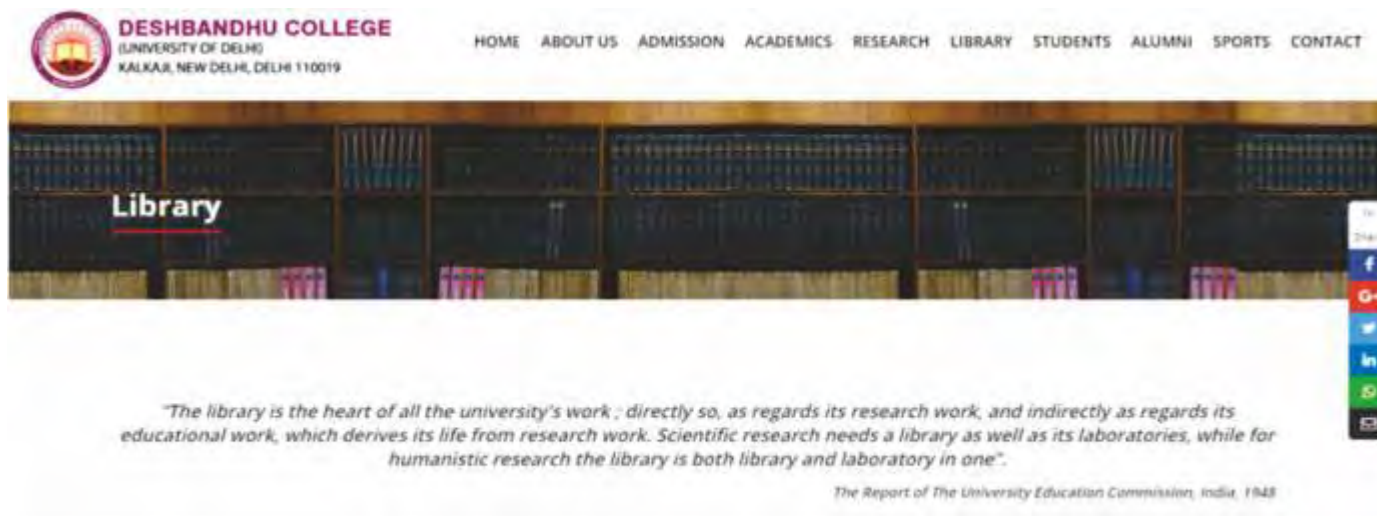 DESHBANDHU COLLEGE
(UNIVERSITY OF DELHI)
KALKAJI, NEW DELHI, DELHI 110019
HOME ABOUT US ADMISSION ACADEMICS RESEARCH LIBRARY STUDENTS ALUMNI SPORTS CONTACT
Library
"The library is the heart of all the university's work ; directly so, as regards its research work, and indirectly as regards its
educational work, which derives its life from research work. Scientific research needs a library as well as its laboratories, while for
humanistic research the library is both library and laboratory in one".
The Report of The University Education Commission, India, 1948